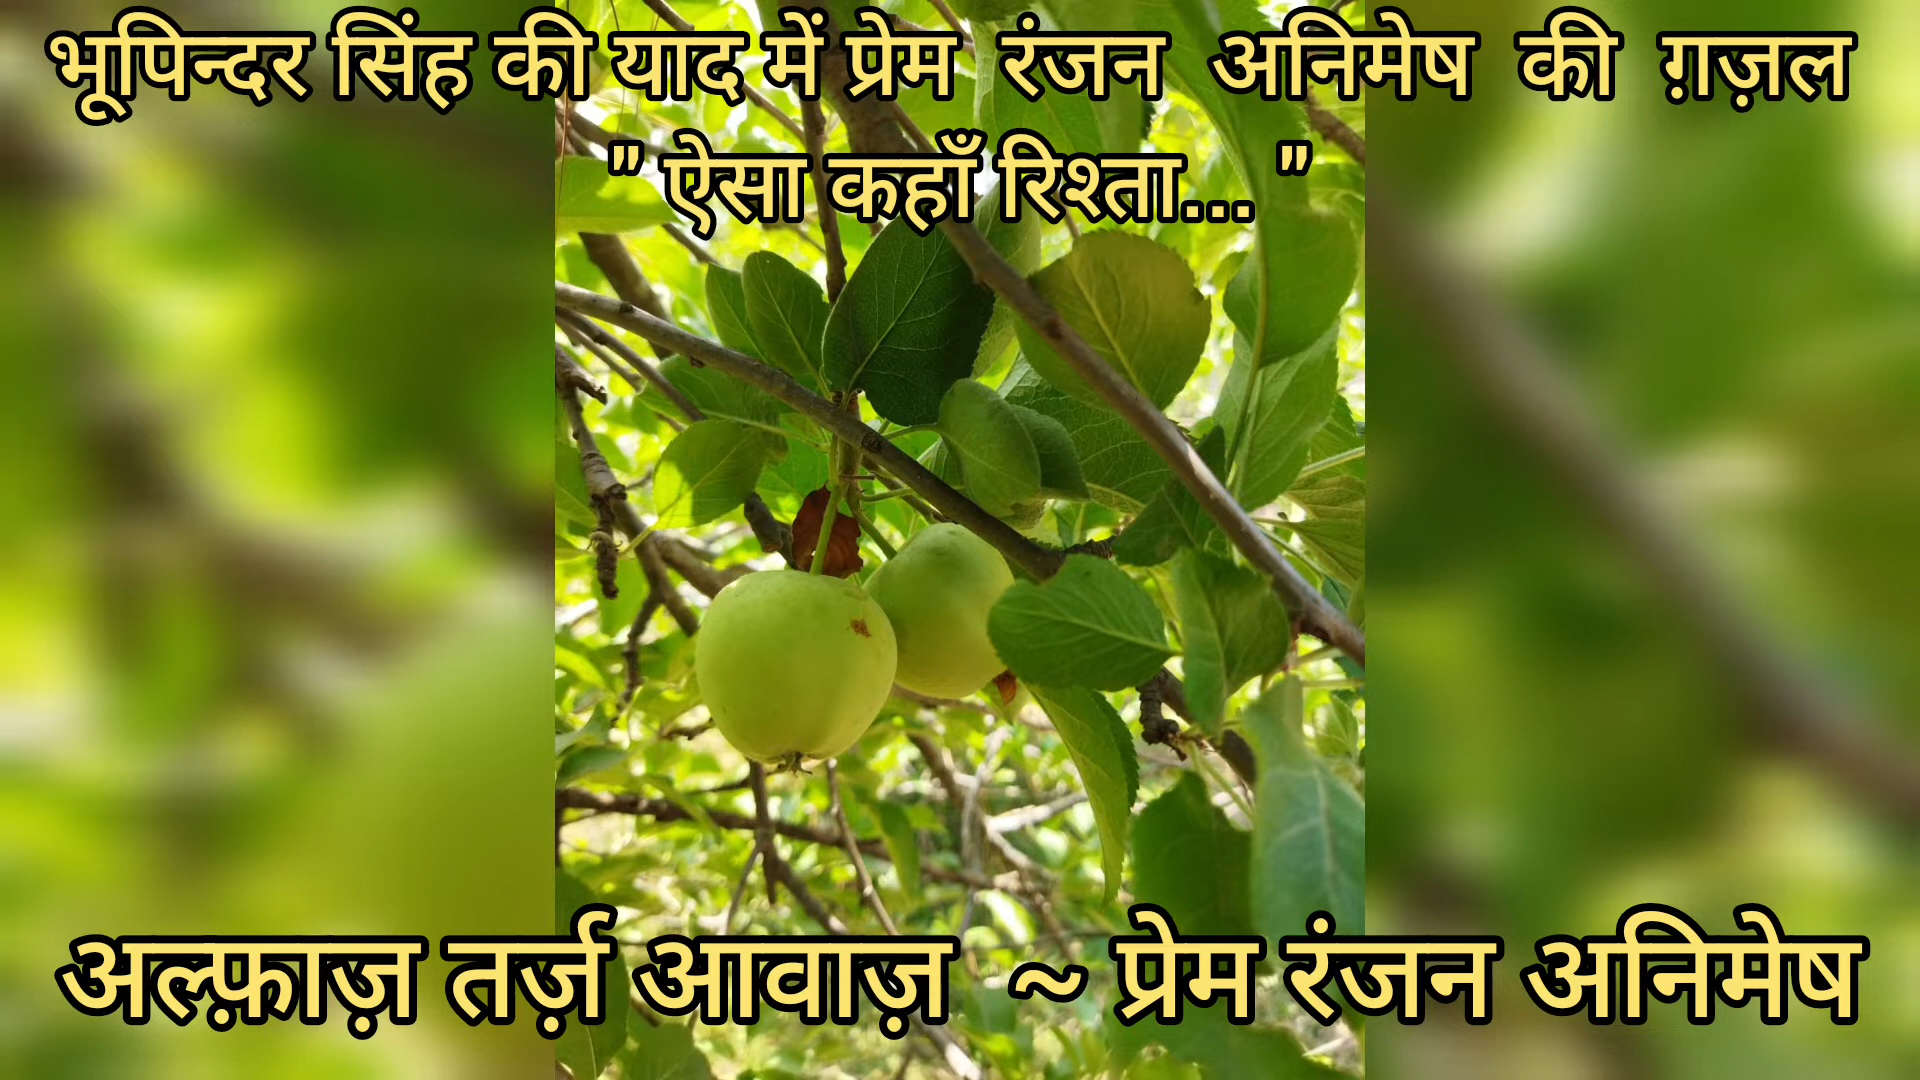 भूपिन्दर सिंह की याद में प्रेम रंजन अनिमेष की ग़ज़ल
" ऐसा कहाँ रिश्ता... "
अल्फ़ाज़ तर्ज़ आवाज़ ~ प्रेम रंजन अनिमेष